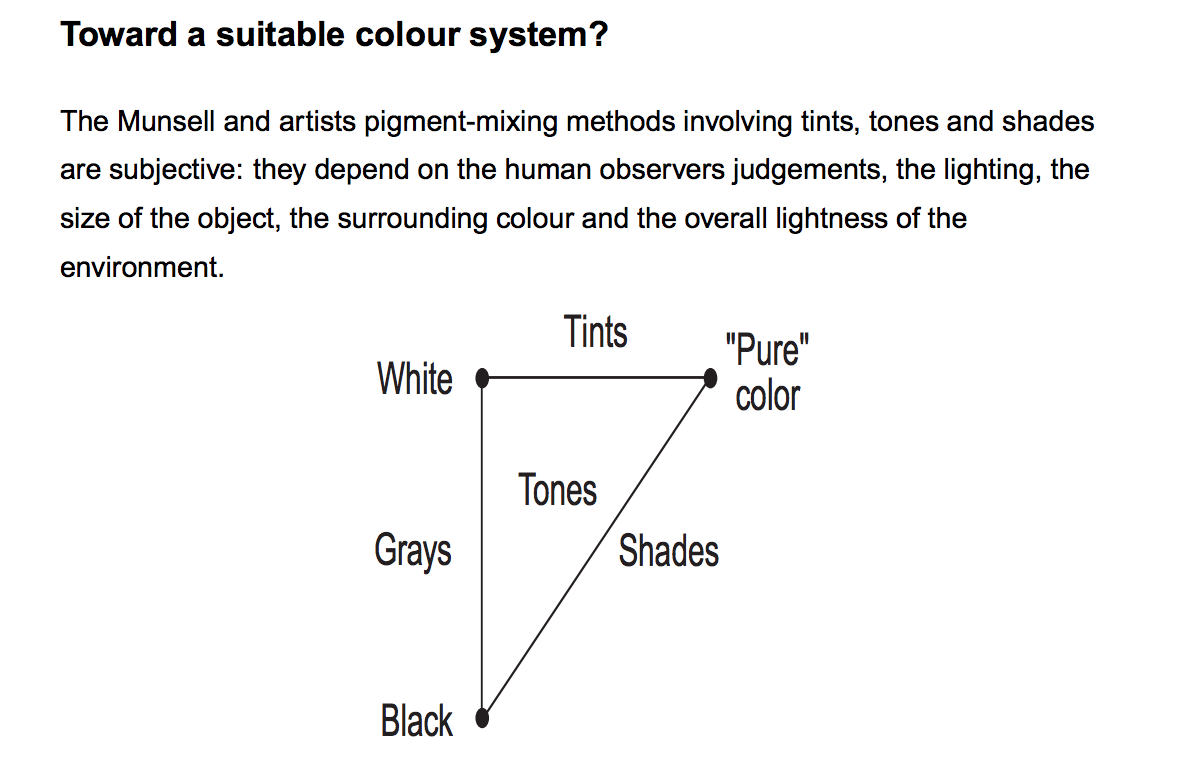 Toward a suitable colour system?
The Munsell and artists pigment-mixing methods involving tints, tones and shades
are subjective: they depend on the human observers judgements, the lighting, the
size of the object, the surrounding colour and the overall lightness of the
environment.
Tints
"Pure"
color
White
Tones
Grays
Shades
Black